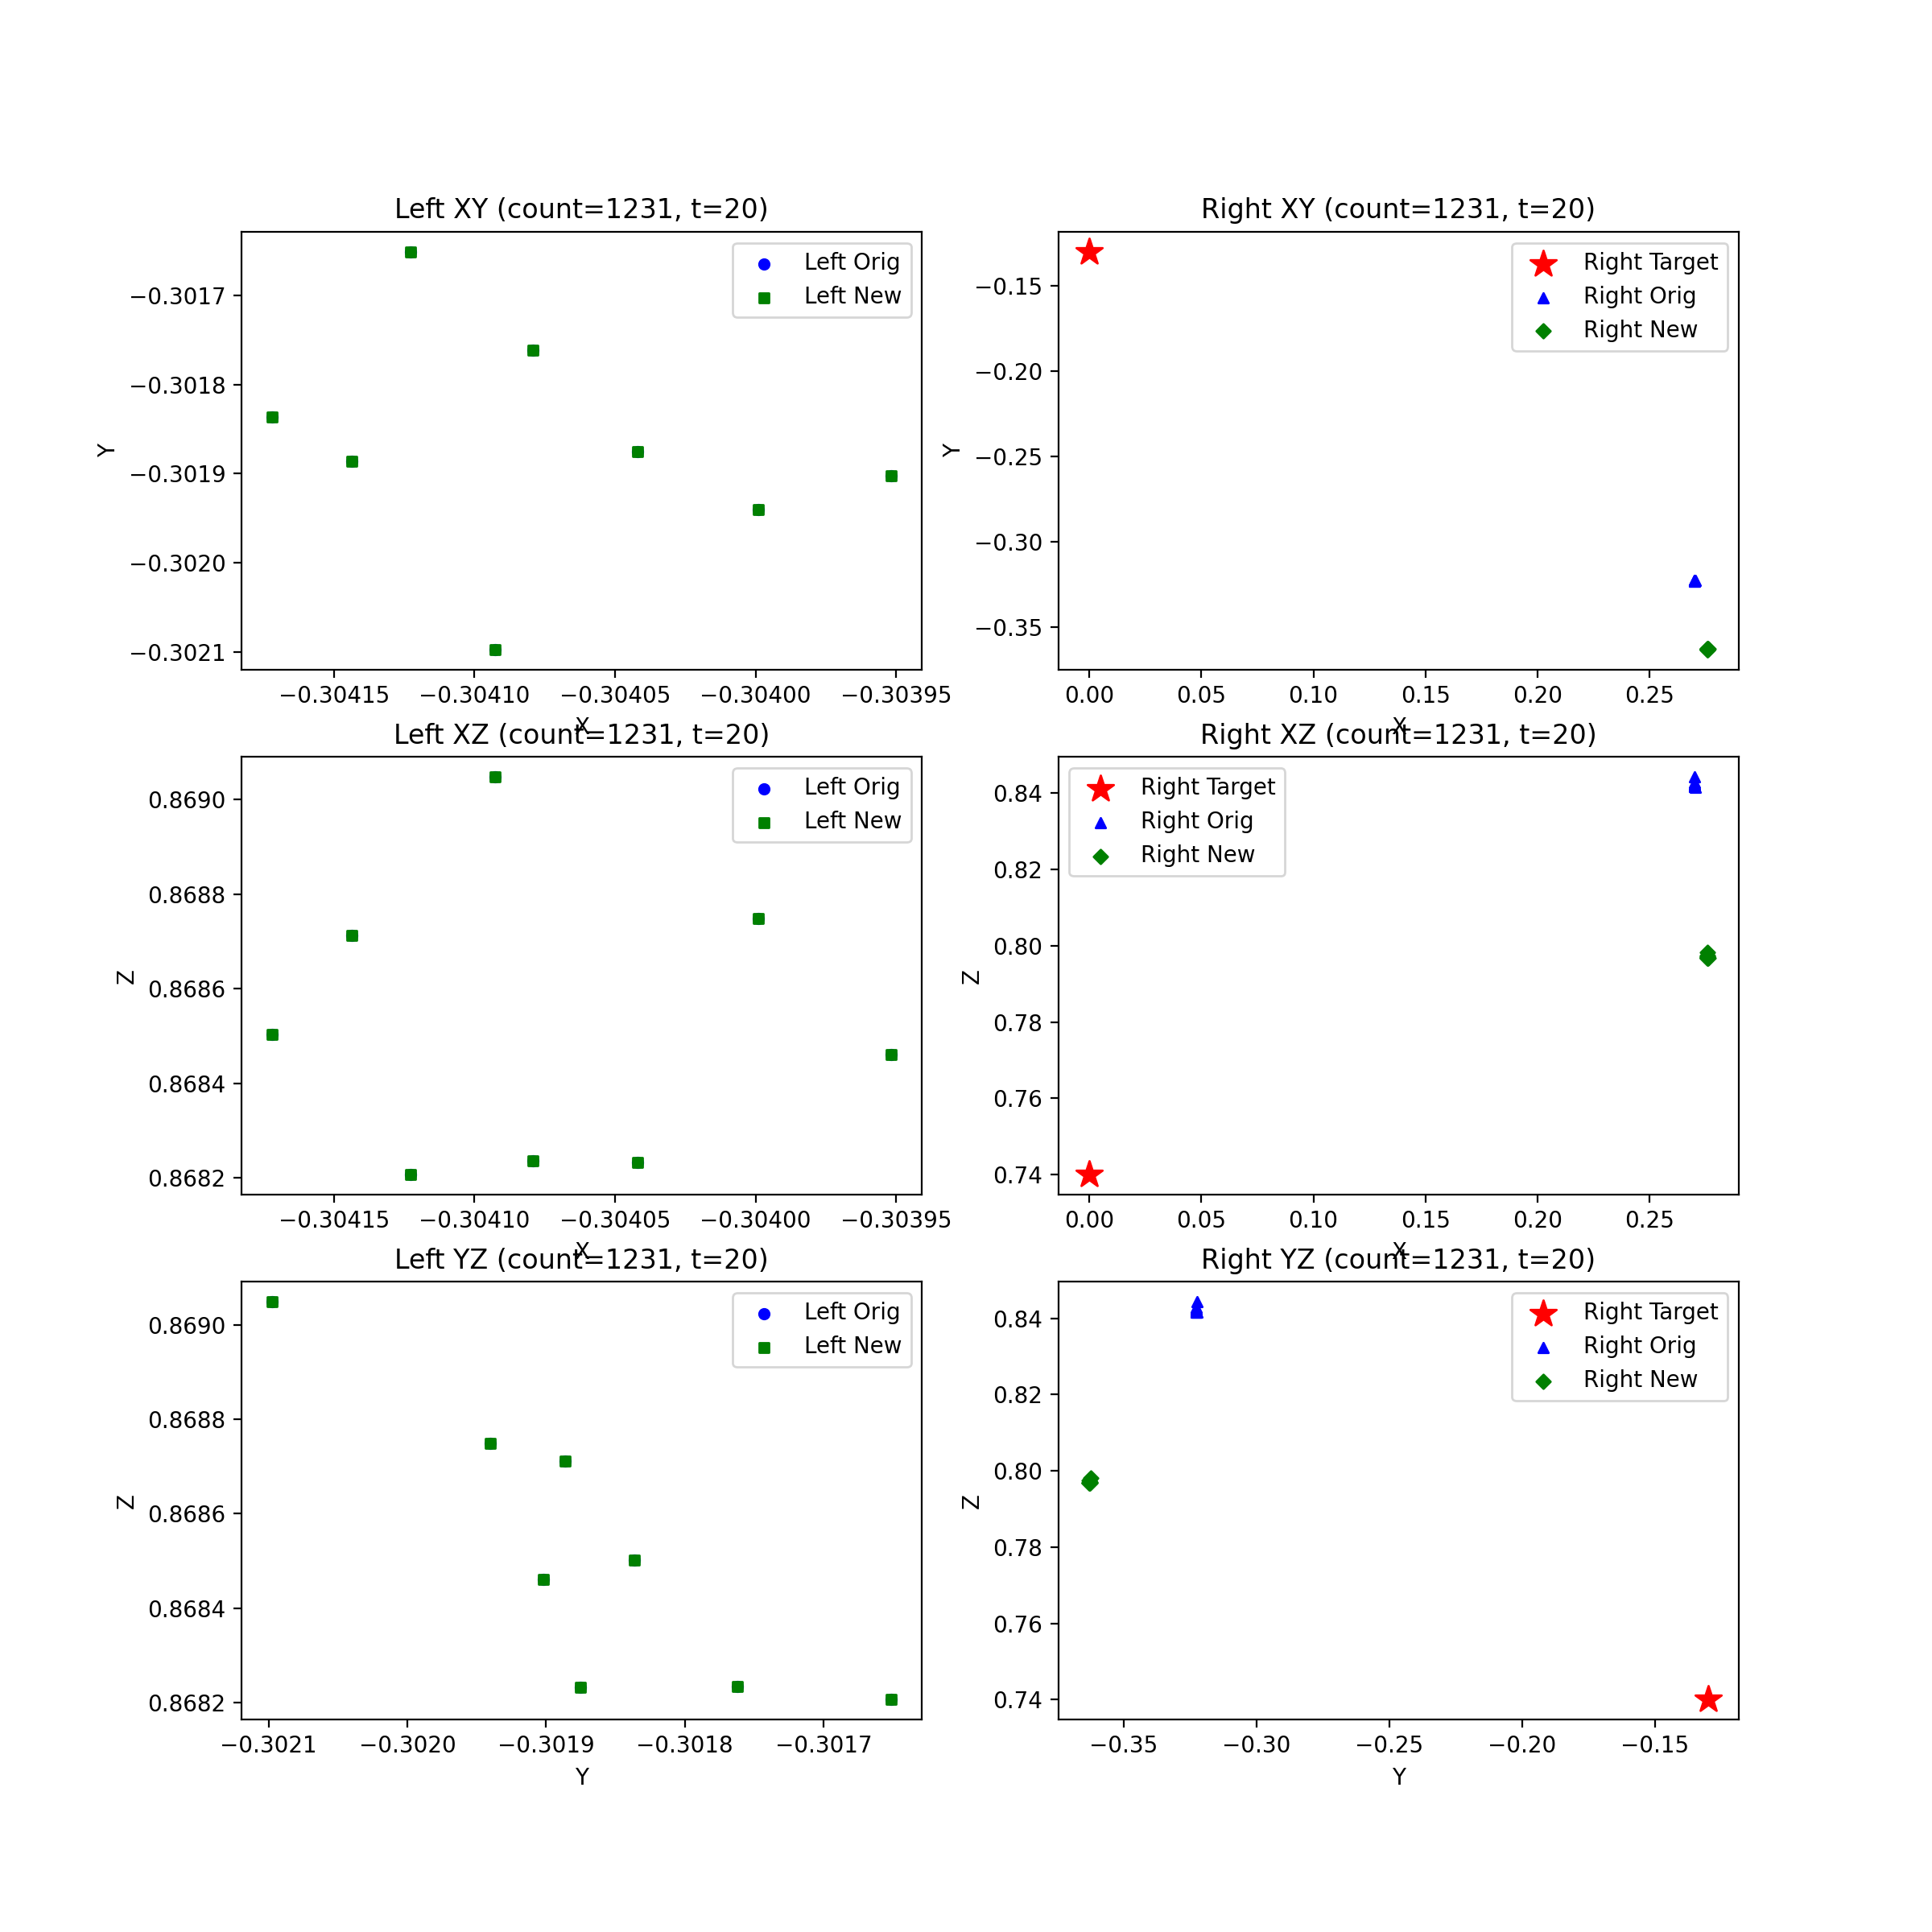 Left XY (count=1231, t=20)
Left Orig
Left New
−0.3017
−0.3018
−0.3019
−0.3020
−0.3021
Y
−0.30415 −0.30410 −0.30405 −0.30400 −0.30395
X
Right XY (count=1231, t=20)
Right Target
Right Orig
Right New
−0.15
−0.20
−0.25
−0.30
−0.35
Y
0.00 0.05 0.10 0.15 0.20 0.25
X
Left XZ (count=1231, t=20)
Left Orig
Left New
0.8690
0.8688
0.8686
0.8684
0.8682
Z
−0.30415 −0.30410 −0.30405 −0.30400 −0.30395
X
Right XZ (count=1231, t=20)
Right Target
Right Orig
Right New
0.84
0.82
0.80
0.78
0.76
0.74
Z
0.00 0.05 0.10 0.15 0.20 0.25
X
Left YZ (count=1231, t=20)
Left Orig
Left New
0.8690
0.8688
0.8686
0.8684
0.8682
Z
−0.3021 −0.3020 −0.3019 −0.3018 −0.3017
Y
Right YZ (count=1231, t=20)
Right Target
Right Orig
Right New
0.84
0.82
0.80
0.78
0.76
0.74
Z
−0.35 −0.30 −0.25 −0.20 −0.15
Y